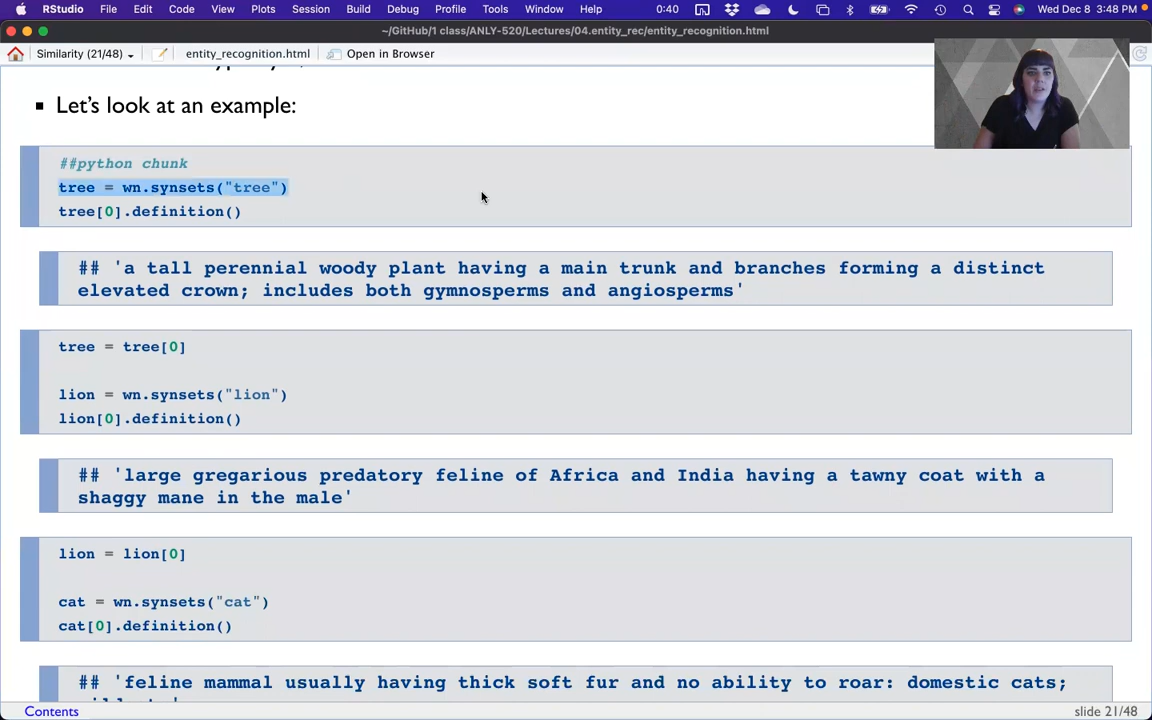 RStudio File Edit Code View Plots Session Build Debug Profile Tools Window Help 0:40 Wed Dec 8 3:48 PM
~/GitHub/1 class/ANLY-520/Lectures/04.entity_rec/entity_recognition.html
Similarity (21/48) entity_recognition.html Open in Browser
Let's look at an example:
##python chunk
tree = wn.synsets("tree")
tree[0].definition()
## 'a tall perennial woody plant having a main trunk and branches forming a distinct
elevated crown; includes both gymnosperms and angiosperms'
tree = tree[0]
lion = wn.synsets("lion")
lion[0].definition()
## 'large gregarious predatory feline of Africa and India having a tawny coat with a
shaggy mane in the male'
lion = lion[0]
cat = wn.synsets("cat")
cat[0].definition()
## 'feline mammal usually having thick soft fur and no ability to roar: domestic cats;
Contents slide 21/48